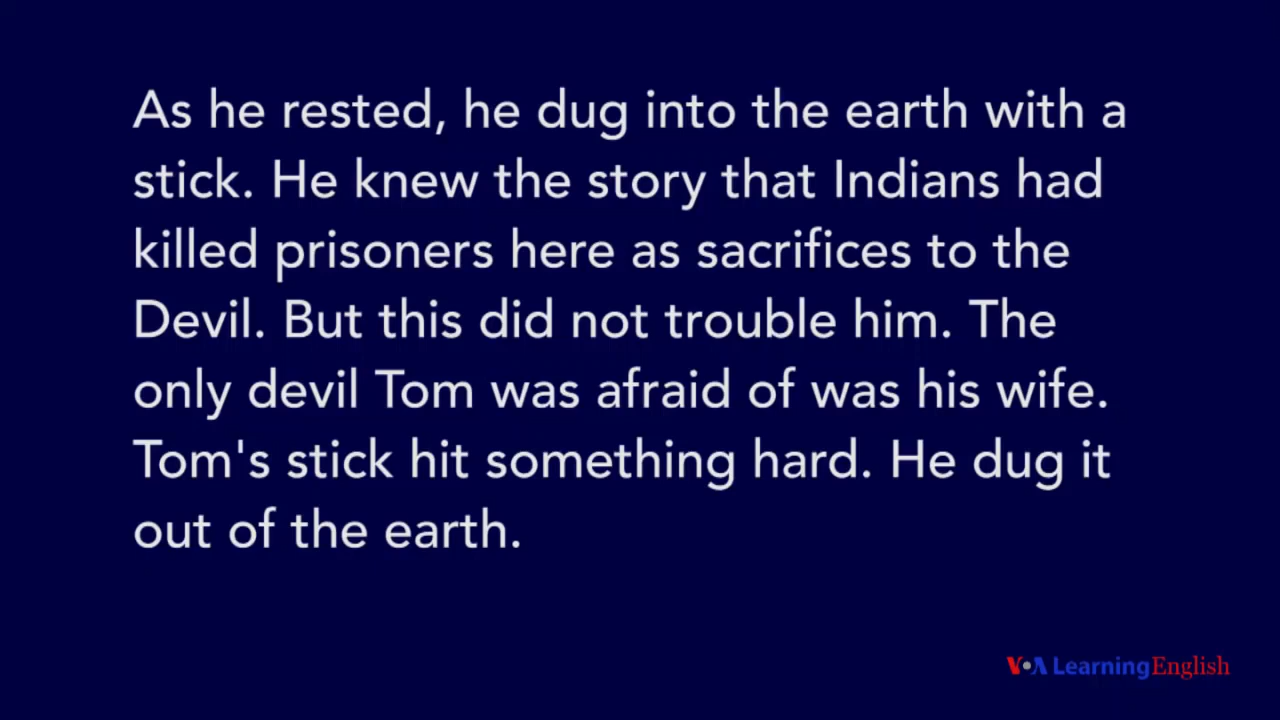 As he rested, he dug into the earth with a
stick. He knew the story that Indians had
killed prisoners here as sacrifices to the
Devil. But this did not trouble him. The
only devil Tom was afraid of was his wife.
Tom's stick hit something hard. He dug it
out of the earth.
VOA Learning English